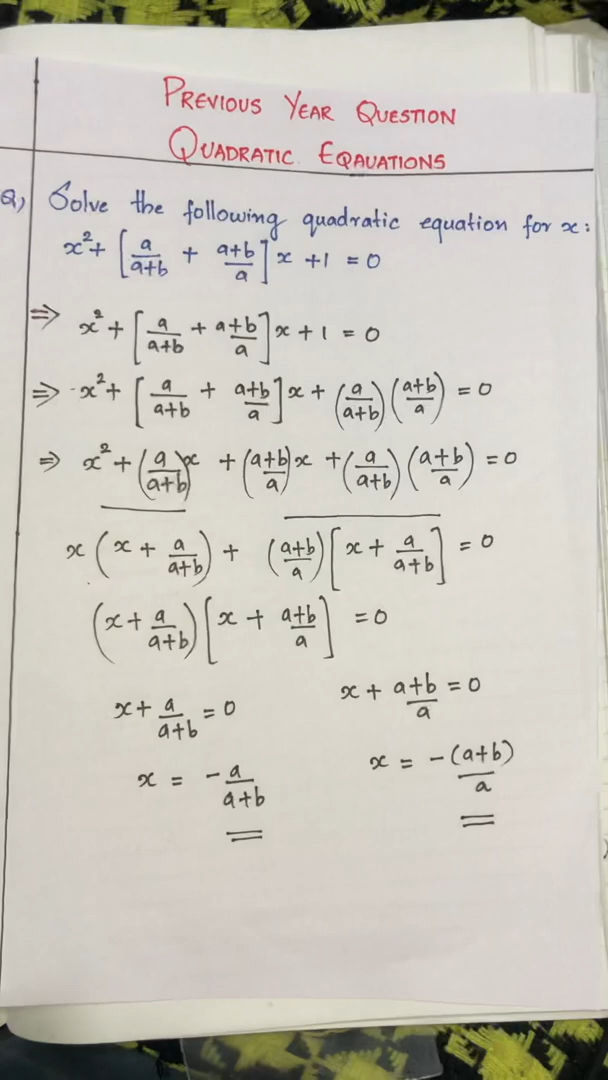 PREVIOUS YEAR QUESTION
QUADRATIC EQAUATIONS
Q) Solve the following quadratic equation for x:
x² + [a/(a+b) + (a+b)/a] x + 1 = 0
⇒ x² + [a/(a+b) + (a+b)/a] x + 1 = 0
⇒ x² + [a/(a+b) + (a+b)/a] x + (a/(a+b)) ((a+b)/a) = 0
⇒ x² + (a/(a+b)) x + ((a+b)/a) x + (a/(a+b)) ((a+b)/a) = 0
x (x + a/(a+b)) + ((a+b)/a) [x + a/(a+b)] = 0
(x + a/(a+b)) [x + (a+b)/a] = 0
x + a/(a+b) = 0 x + (a+b)/a = 0
x = -a/(a+b) x = -(a+b)/a